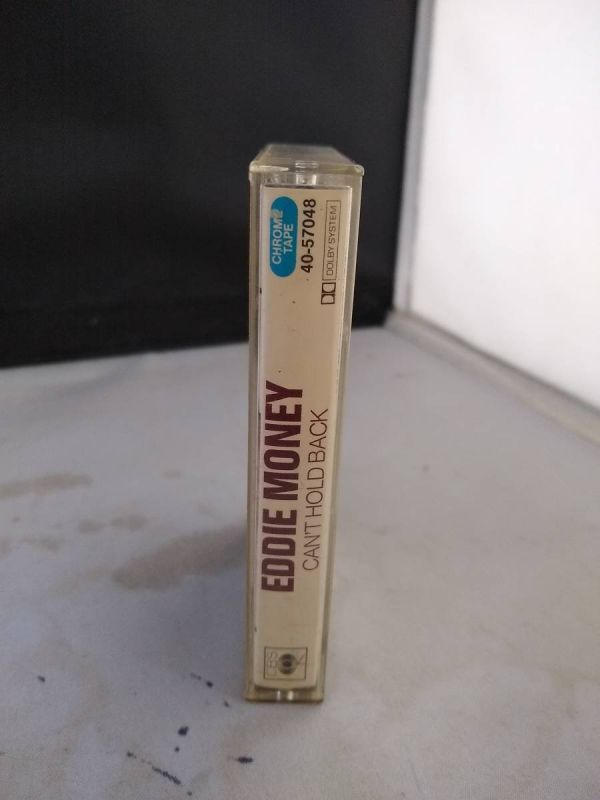 EDDIE MONEY
CAN'T HOLD BACK
CHROME
TAPE
40-57048
DOLBY SYSTEM
CBS